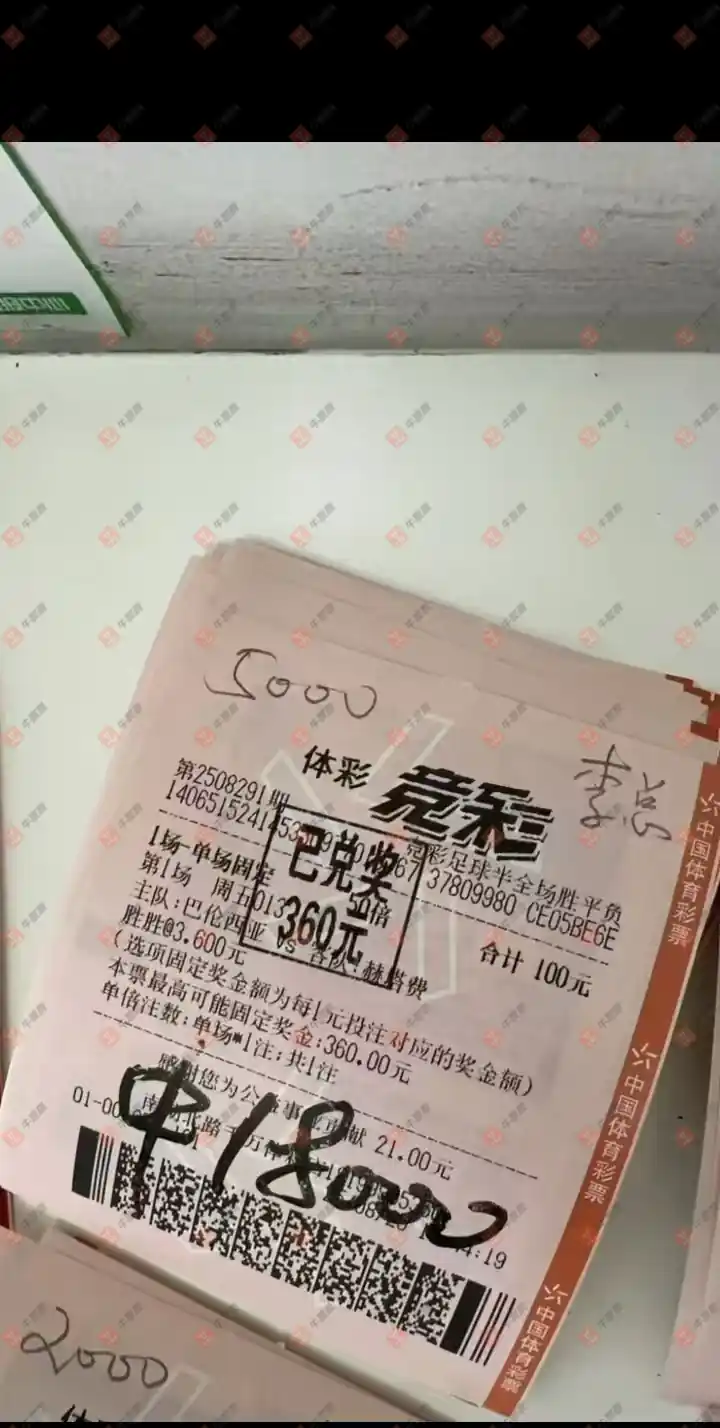 5000
李总
体彩 竞彩
第2508291期 竞彩足球半全场胜平负
37809980 CE05BE6E
1场-单场固定 50倍 合计 100元
第1场 周五013
主队:巴伦西亚 Vs 客队:赫塔费
胜胜@3.600元
(选项固定奖金额为每1元投注对应的奖金额)
本票最高可能固定奖金:360.00元
单倍注数:单场*1注;共1注
已兑奖
360元
感谢您为公益事业贡献 21.00元
中18000
中国体育彩票
中国体育彩票
中国体育彩票
2000